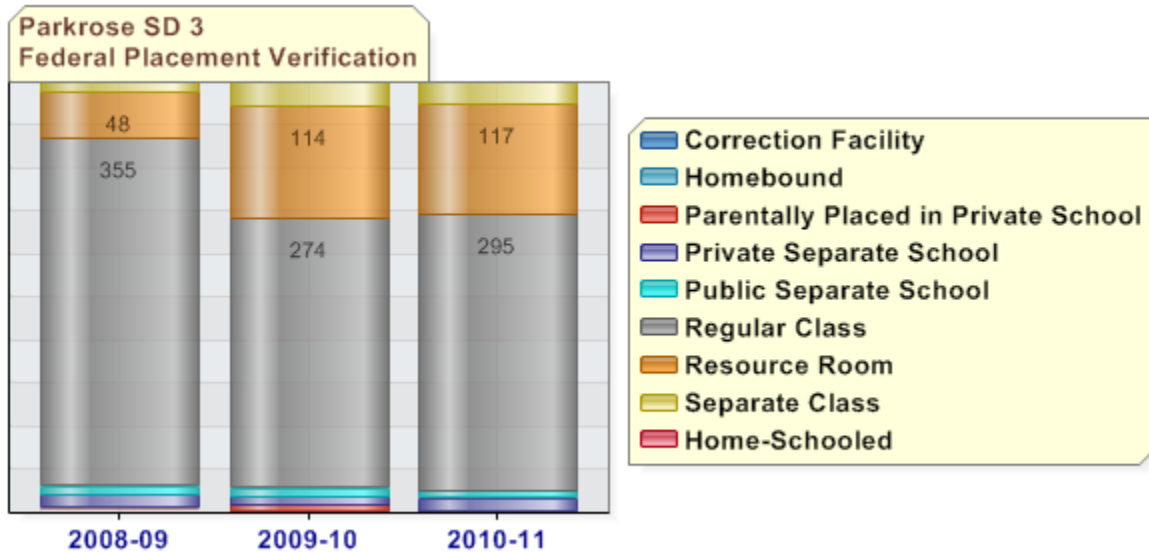 Parkrose SD 3
Federal Placement Verification
48
114
117
355
274
295
2008-09
2009-10
2010-11
Correction Facility
Homebound
Parentally Placed in Private School
Private Separate School
Public Separate School
Regular Class
Resource Room
Separate Class
Home-Schooled